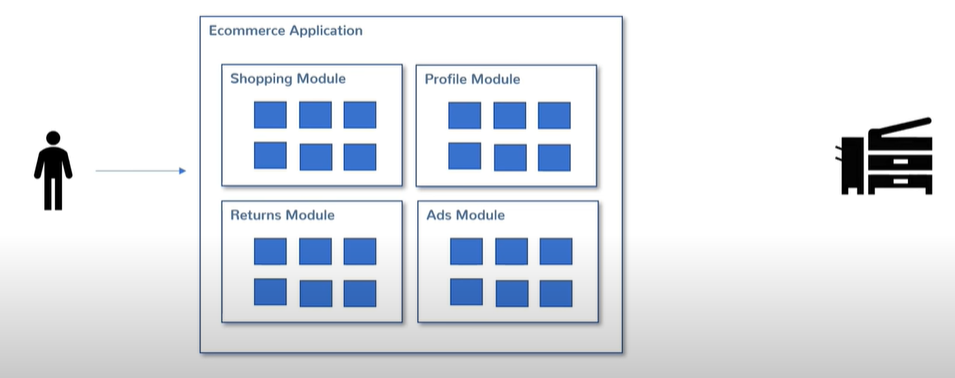 Ecommerce Application
Shopping Module
Profile Module
Returns Module
Ads Module